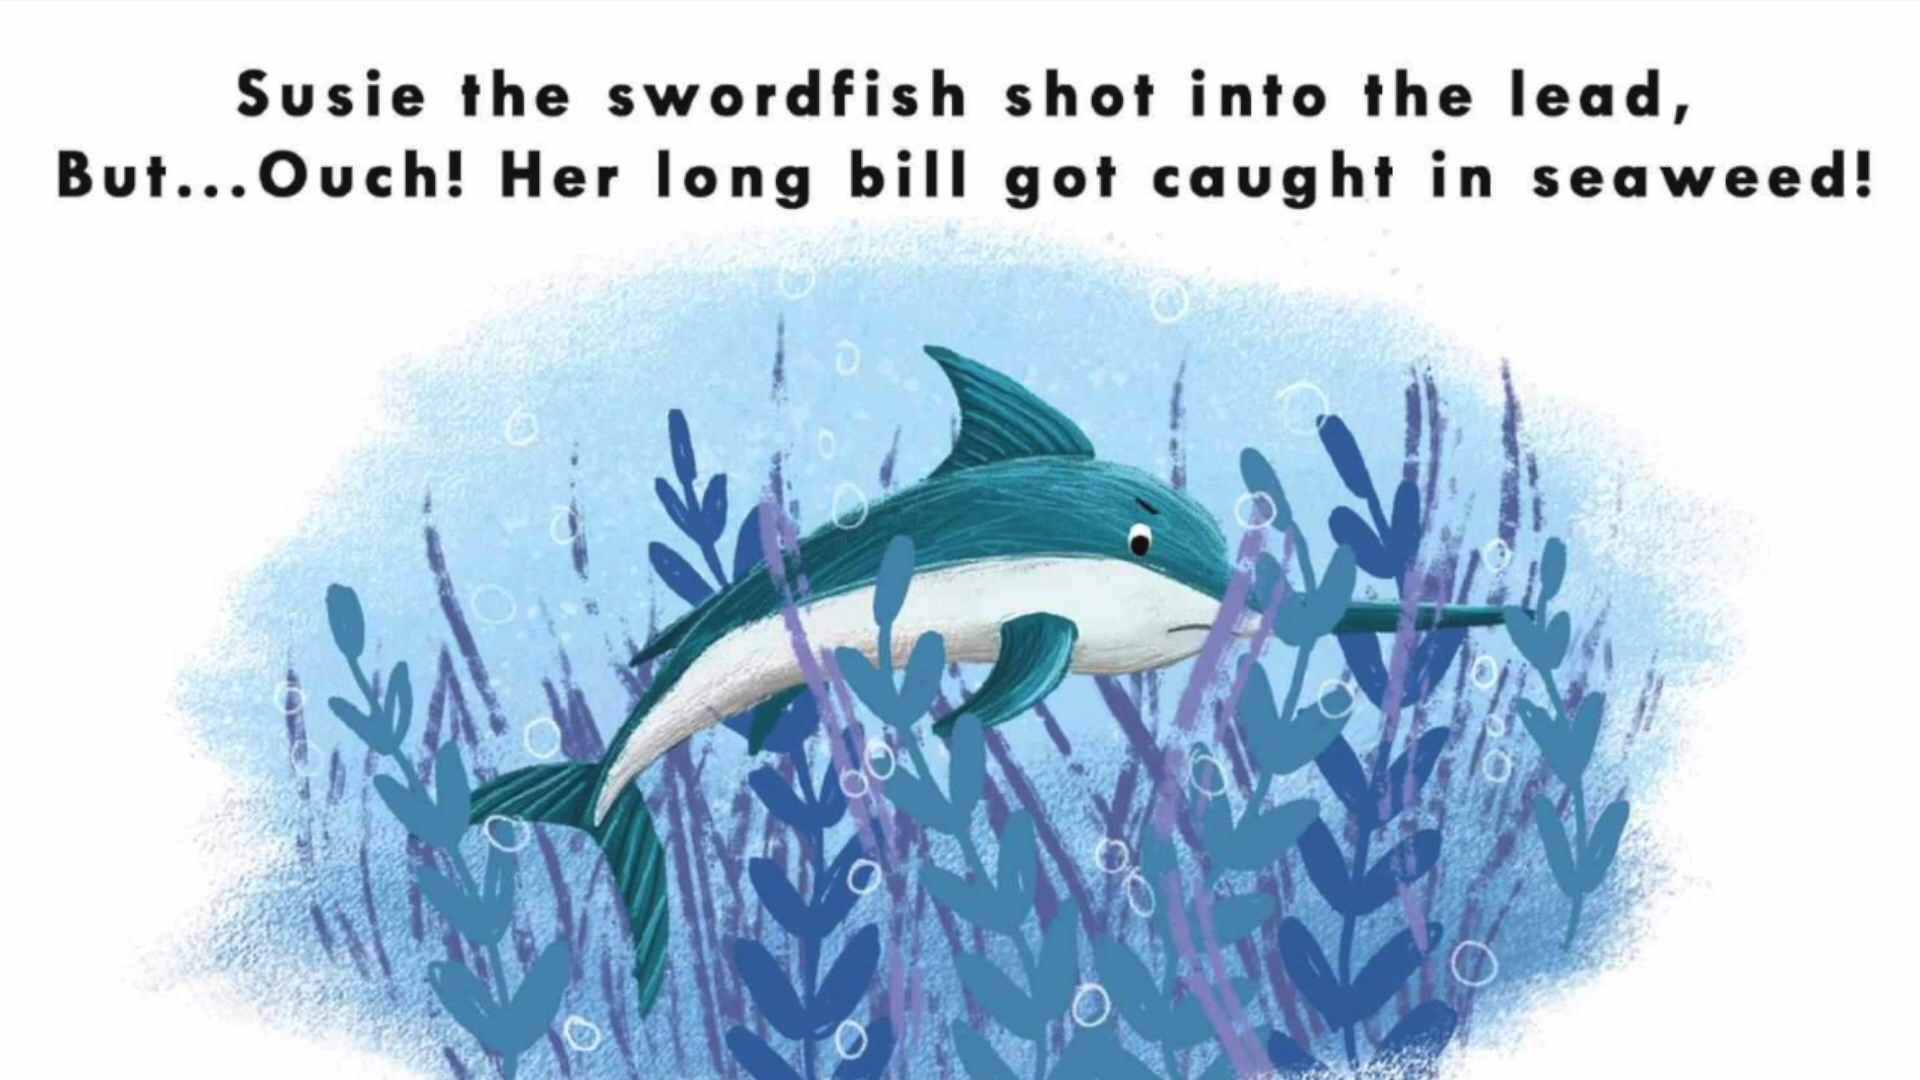 Susie the swordfish shot into the lead,
But...Ouch! Her long bill got caught in seaweed!